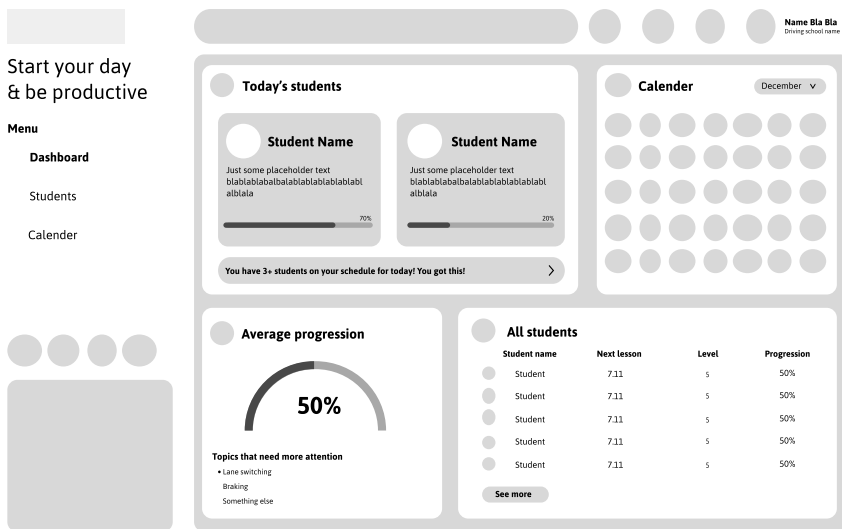 Name Bla Bla
Driving school name
Start your day
& be productive
Menu
Dashboard
Students
Calender
Today's students
Student Name
Just some placeholder text
blablablabalbalablablablablablabl
alblala
70%
Student Name
Just some placeholder text
blablablabalbalablablablablablabl
alblala
20%
You have 3+ students on your schedule for today! You got this!
Calender
December
Average progression
50%
Topics that need more attention
• Lane switching
Braking
Something else
All students
Student name Next lesson Level Progression
Student 7.11 5 50%
Student 7.11 5 50%
Student 7.11 5 50%
Student 7.11 5 50%
Student 7.11 5 50%
See more